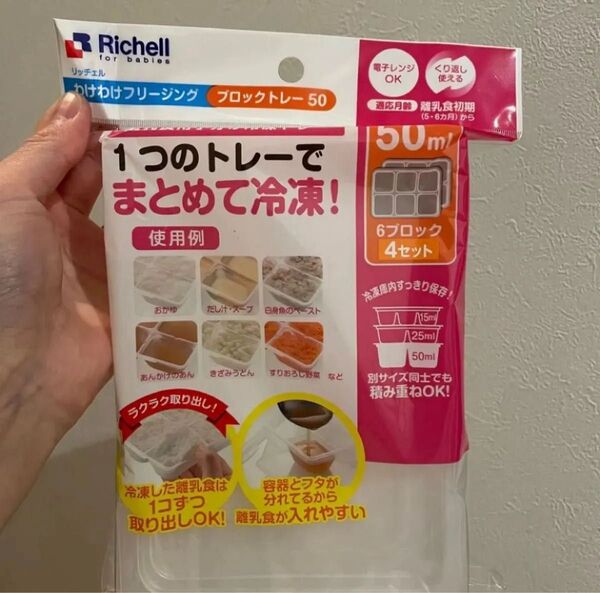 Richell
for babies
リッチェル
わけわけフリージング
ブロックトレー 50
電子レンジ
OK
くり返し
使える
適応月齢
離乳食初期
(5・6カ月)から
1つのトレーで
まとめて冷凍!
使用例
おかゆ
だし汁・スープ
白身魚のペースト
あんかけのあん
きざみうどん
すりおろし野菜
など
50ml
6ブロック
4セット
冷凍庫内すっきり保存!
15ml
25ml
50ml
別サイズ同士でも
積み重ねOK!
ラクラク取り出し!
冷凍した離乳食は
1コずつ
取り出しOK!
容器とフタが
分れてるから
離乳食が入れやすい